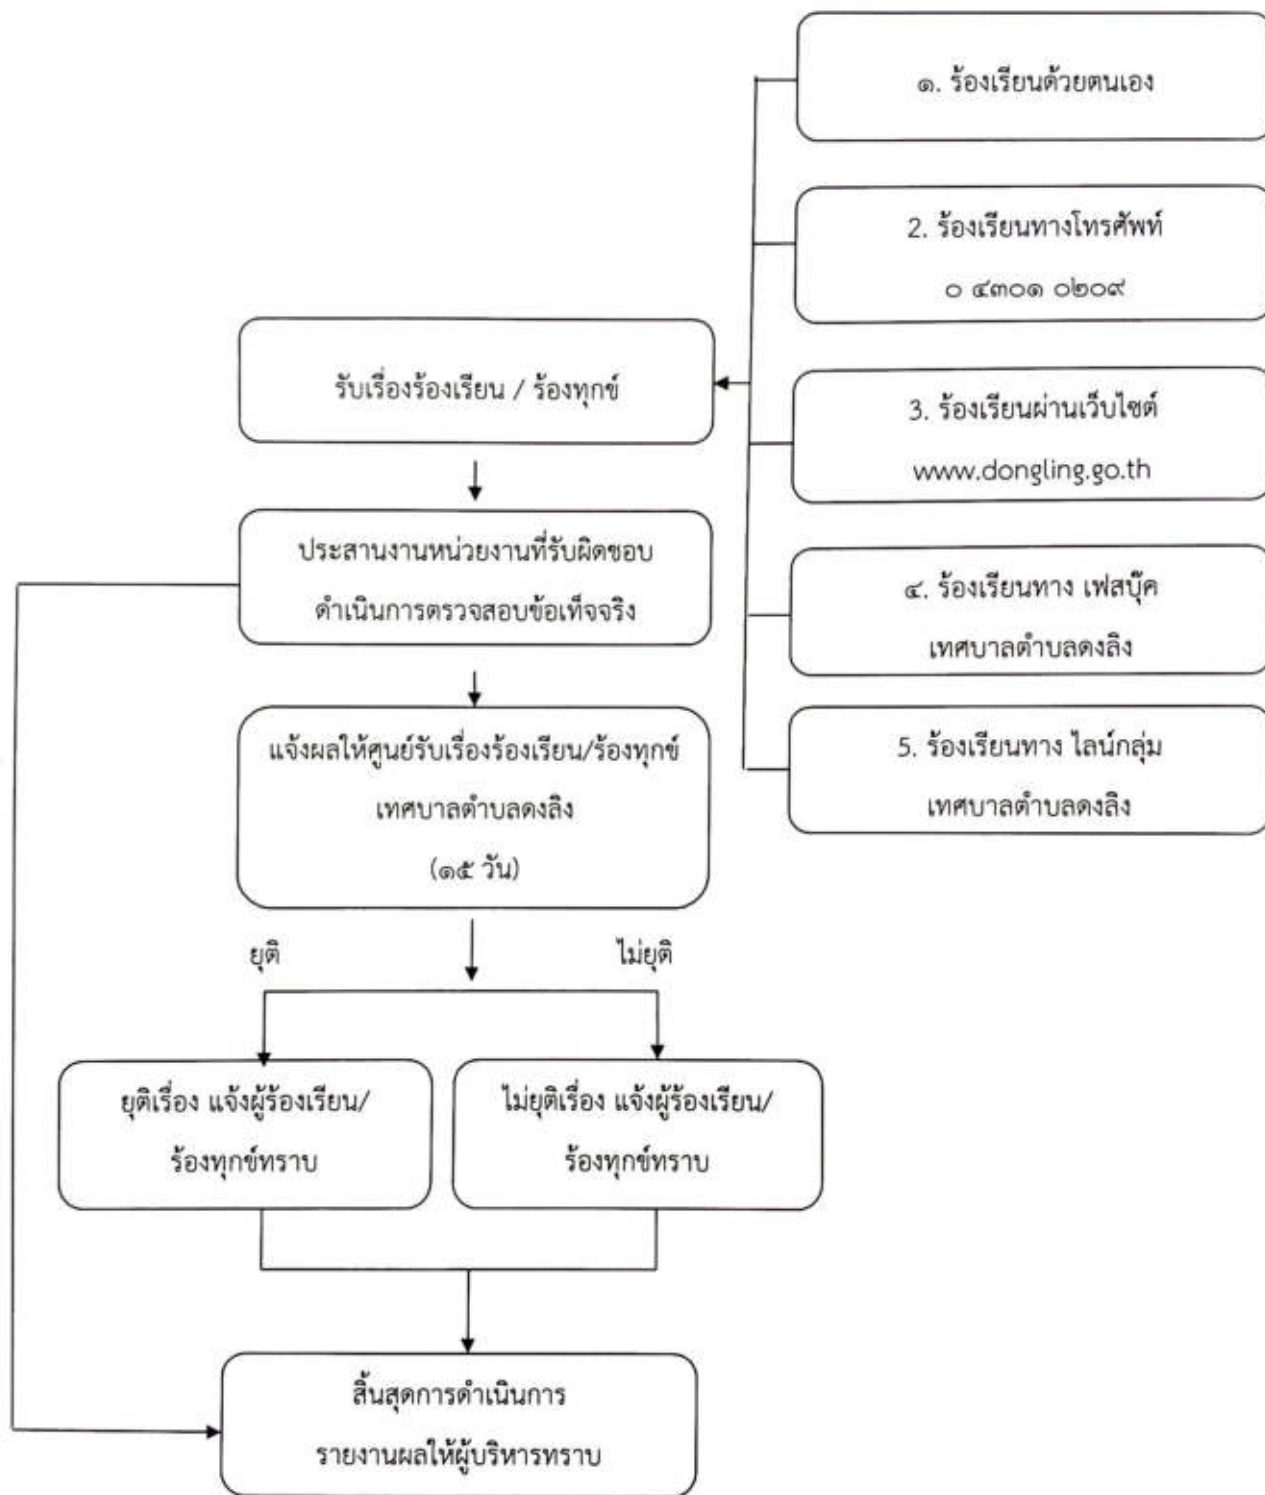 ๑. ร้องเรียนด้วยตนเอง
2. ร้องเรียนทางโทรศัพท์
๐ ๔๓๐๑ ๐๒๐๙
3. ร้องเรียนผ่านเว็บไซต์
www.dongling.go.th
๔. ร้องเรียนทาง เฟสบุ๊ค
เทศบาลตำบลดงลิง
5. ร้องเรียนทาง ไลน์กลุ่ม
เทศบาลตำบลดงลิง
รับเรื่องร้องเรียน / ร้องทุกข์
ประสานงานหน่วยงานที่รับผิดชอบ
ดำเนินการตรวจสอบข้อเท็จจริง
แจ้งผลให้ศูนย์รับเรื่องร้องเรียน/ร้องทุกข์
เทศบาลตำบลดงลิง
(๑๕ วัน)
ยุติ
ไม่ยุติ
ยุติเรื่อง แจ้งผู้ร้องเรียน/
ร้องทุกข์ทราบ
ไม่ยุติเรื่อง แจ้งผู้ร้องเรียน/
ร้องทุกข์ทราบ
สิ้นสุดการดำเนินการ
รายงานผลให้ผู้บริหารทราบ